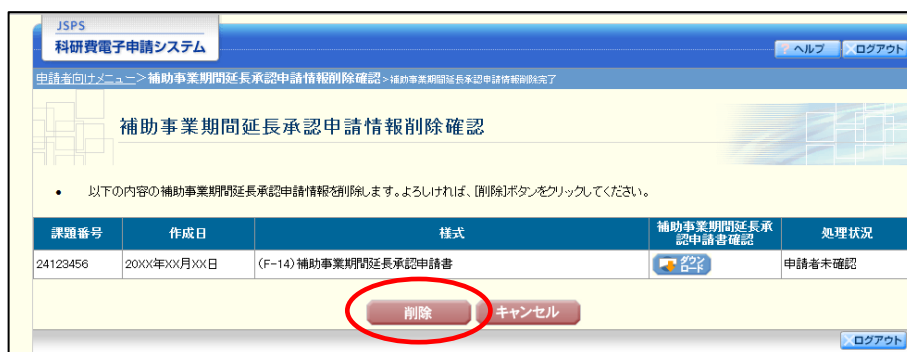 JSPS
科研費電子申請システム
ヘルプ ログアウト
申請者向けメニュー>補助事業期間延長承認申請情報削除確認>補助事業期間延長承認申請情報削除完了
補助事業期間延長承認申請情報削除確認
• 以下の内容の補助事業期間延長承認申請情報を削除します。よろしければ、[削除]ボタンをクリックしてください。
課題番号 作成日 様式 補助事業期間延長承認申請書確認 処理状況
24123456 20XX年XX月XX日 (F-14)補助事業期間延長承認申請書 ダウンロード 申請者未確認
削除 キャンセル
ログアウト